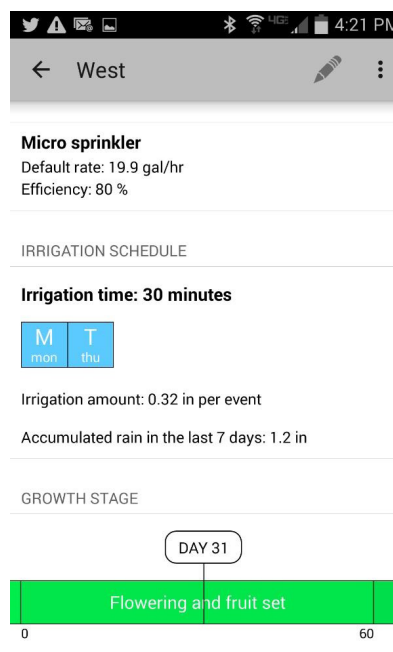 4G
4:21 PM
West
Micro sprinkler
Default rate: 19.9 gal/hr
Efficiency: 80 %
IRRIGATION SCHEDULE
Irrigation time: 30 minutes
M T
mon thu
Irrigation amount: 0.32 in per event
Accumulated rain in the last 7 days: 1.2 in
GROWTH STAGE
DAY 31
Flowering and fruit set
0 60